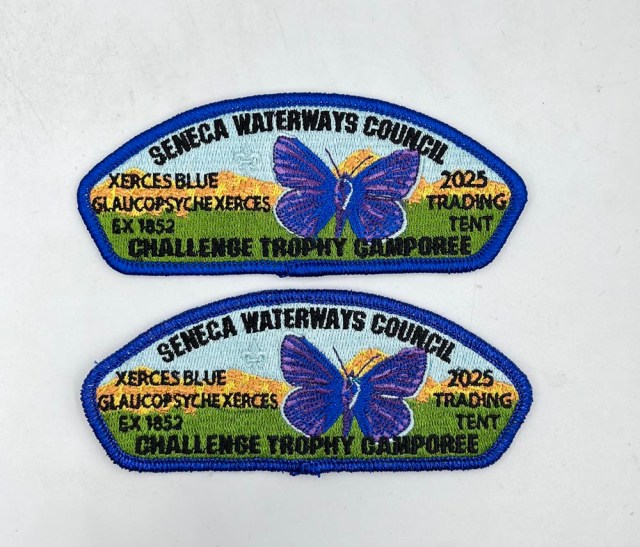 SENECA WATERWAYS COUNCIL
XERCES BLUE
GLAUCOPSYCHE XERCES
EX 1852
2025
TRADING
TENT
CHALLENGE TROPHY CAMPOREE
SENECA WATERWAYS COUNCIL
XERCES BLUE
GLAUCOPSYCHE XERCES
EX 1852
2025
TRADING
TENT
CHALLENGE TROPHY CAMPOREE